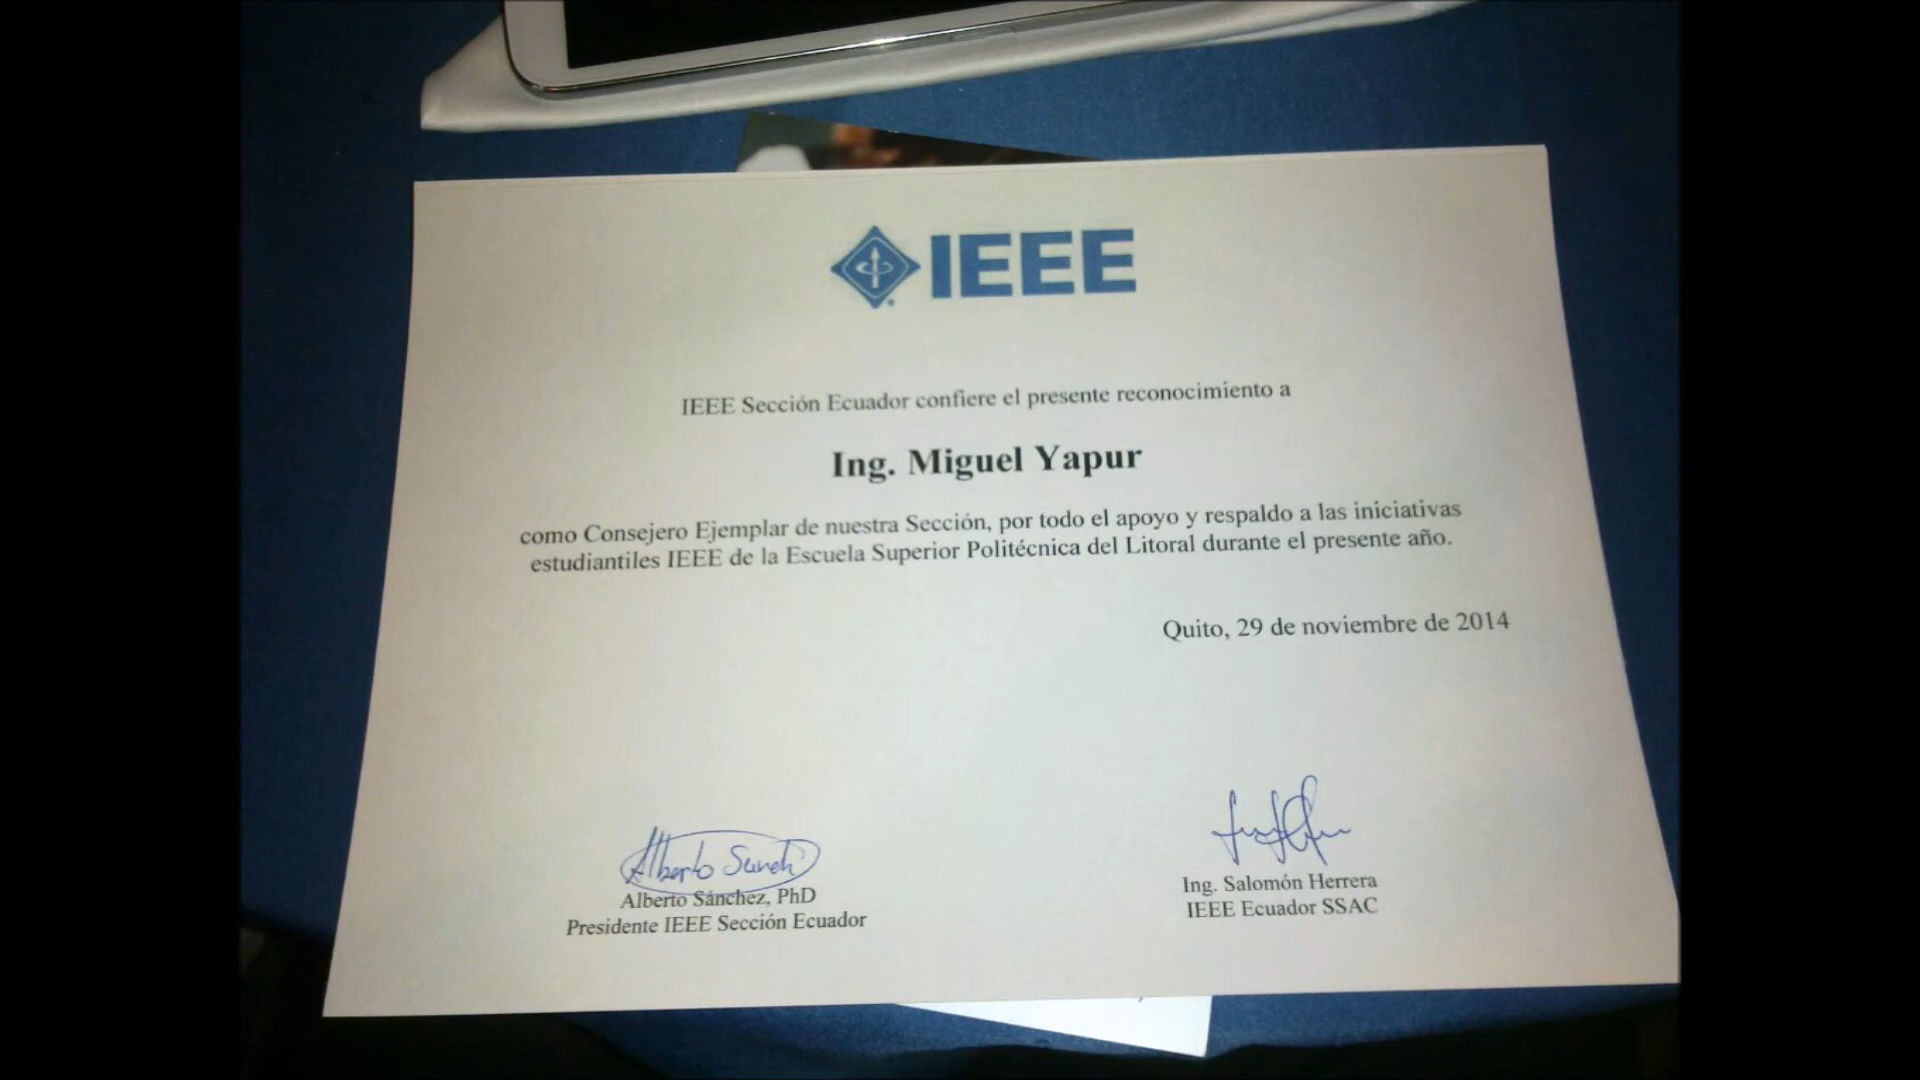 IEEE
IEEE Sección Ecuador confiere el presente reconocimiento a
Ing. Miguel Yapur
como Consejero Ejemplar de nuestra Sección, por todo el apoyo y respaldo a las iniciativas
estudiantiles IEEE de la Escuela Superior Politécnica del Litoral durante el presente año.
Quito, 29 de noviembre de 2014
Alberto Sánchez, PhD
Presidente IEEE Sección Ecuador
Ing. Salomón Herrera
IEEE Ecuador SSAC